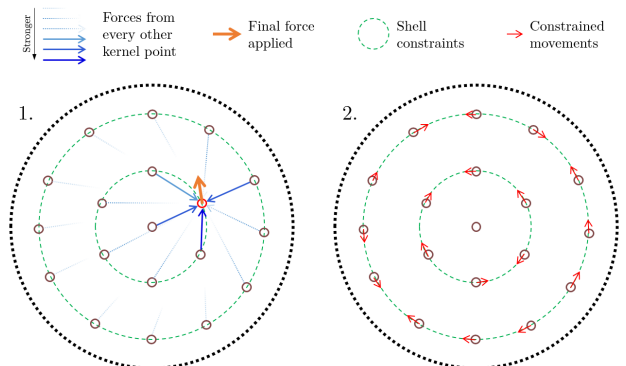 Stronger
Forces from
every other
kernel point
Final force
applied
Shell
constraints
Constrained
movements
1.
2.